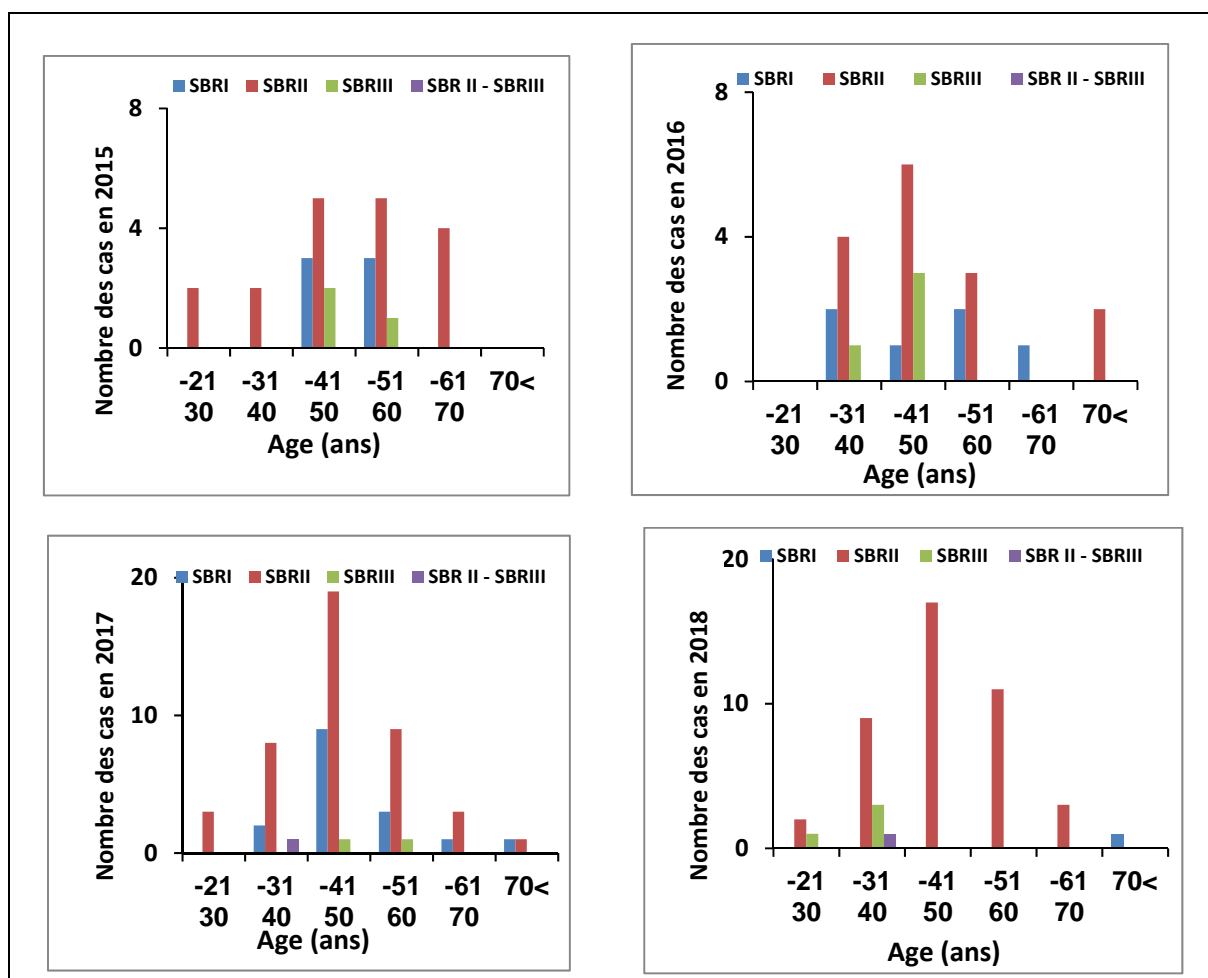 SBRI SBRII SBRIII SBR II - SBRIII
Nombre des cas en 2015
8
4
0
-21 -31 -41 -51 -61 70<
30 40 50 60 70
Age (ans)
SBRI SBRII SBRIII SBR II - SBRIII
Nombre des cas en 2016
8
4
0
-21 -31 -41 -51 -61 70<
30 40 50 60 70
Age (ans)
SBRI SBRII SBRIII SBR II - SBRIII
Nombre des cas en 2017
20
10
0
-21 -31 -41 -51 -61 70<
30 40 50 60 70
Age (ans)
SBRI SBRII SBRIII SBR II - SBRIII
Nombre des cas en 2018
20
10
0
-21 -31 -41 -51 -61 70<
30 40 50 60 70
Age (ans)